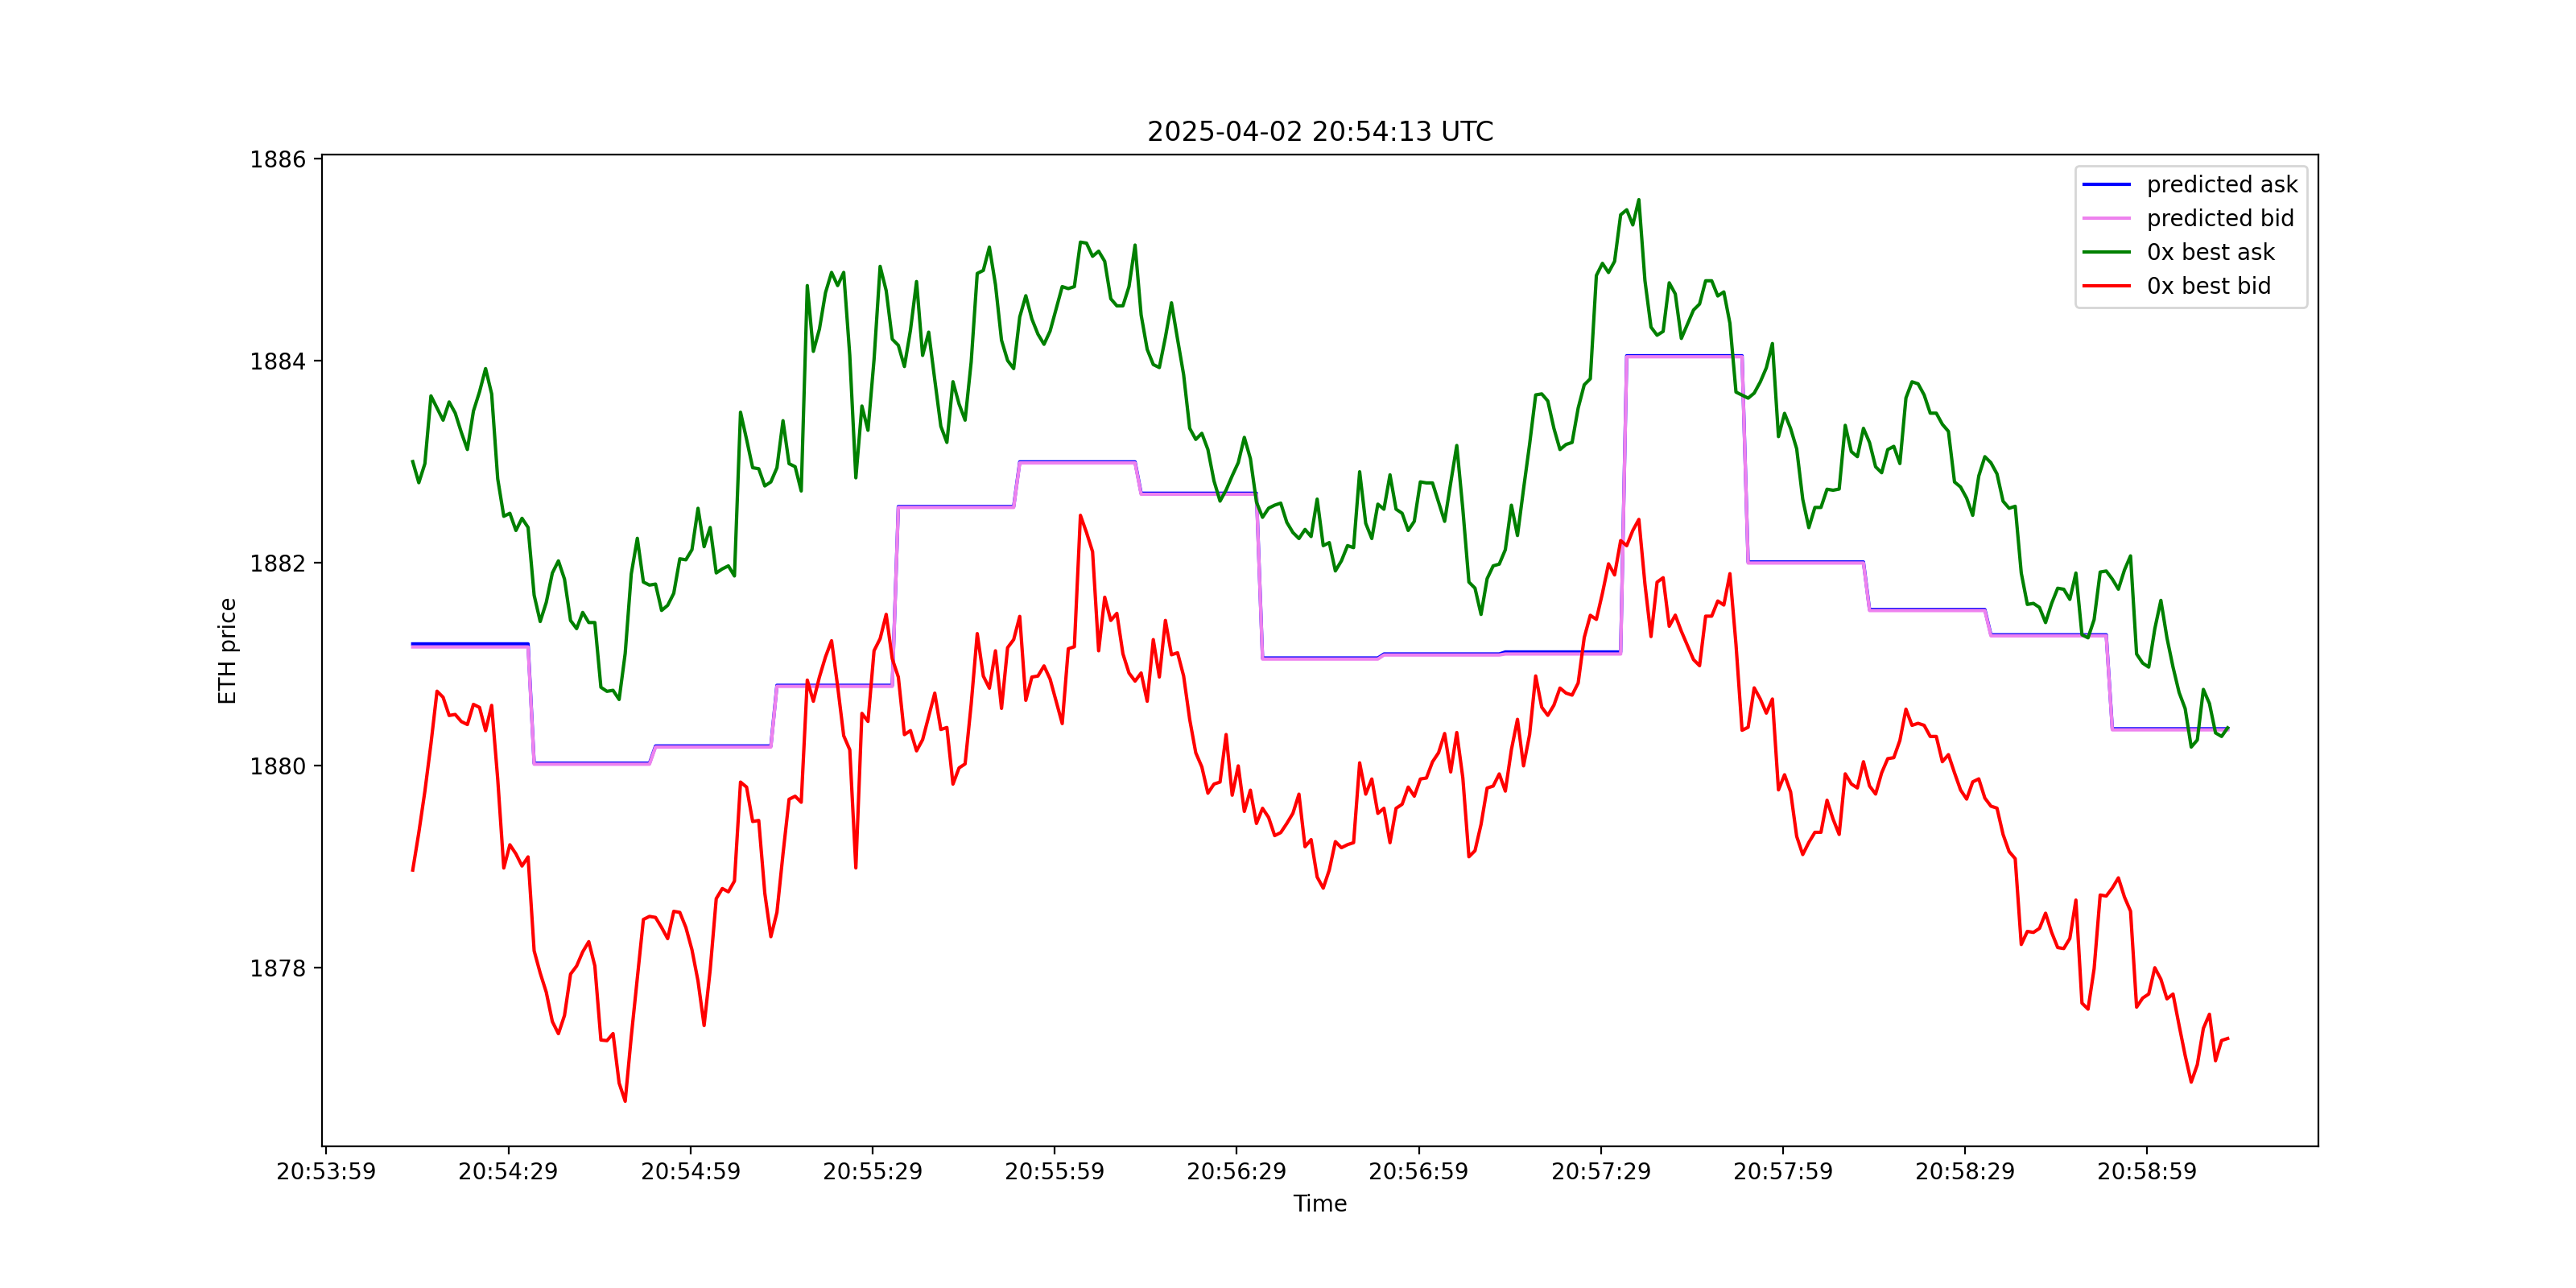 2025-04-02 20:54:13 UTC
1886
1884
1882
1880
1878
ETH price
predicted ask
predicted bid
0x best ask
0x best bid
20:53:59 20:54:29 20:54:59 20:55:29 20:55:59 20:56:29 20:56:59 20:57:29 20:57:59 20:58:29 20:58:59
Time